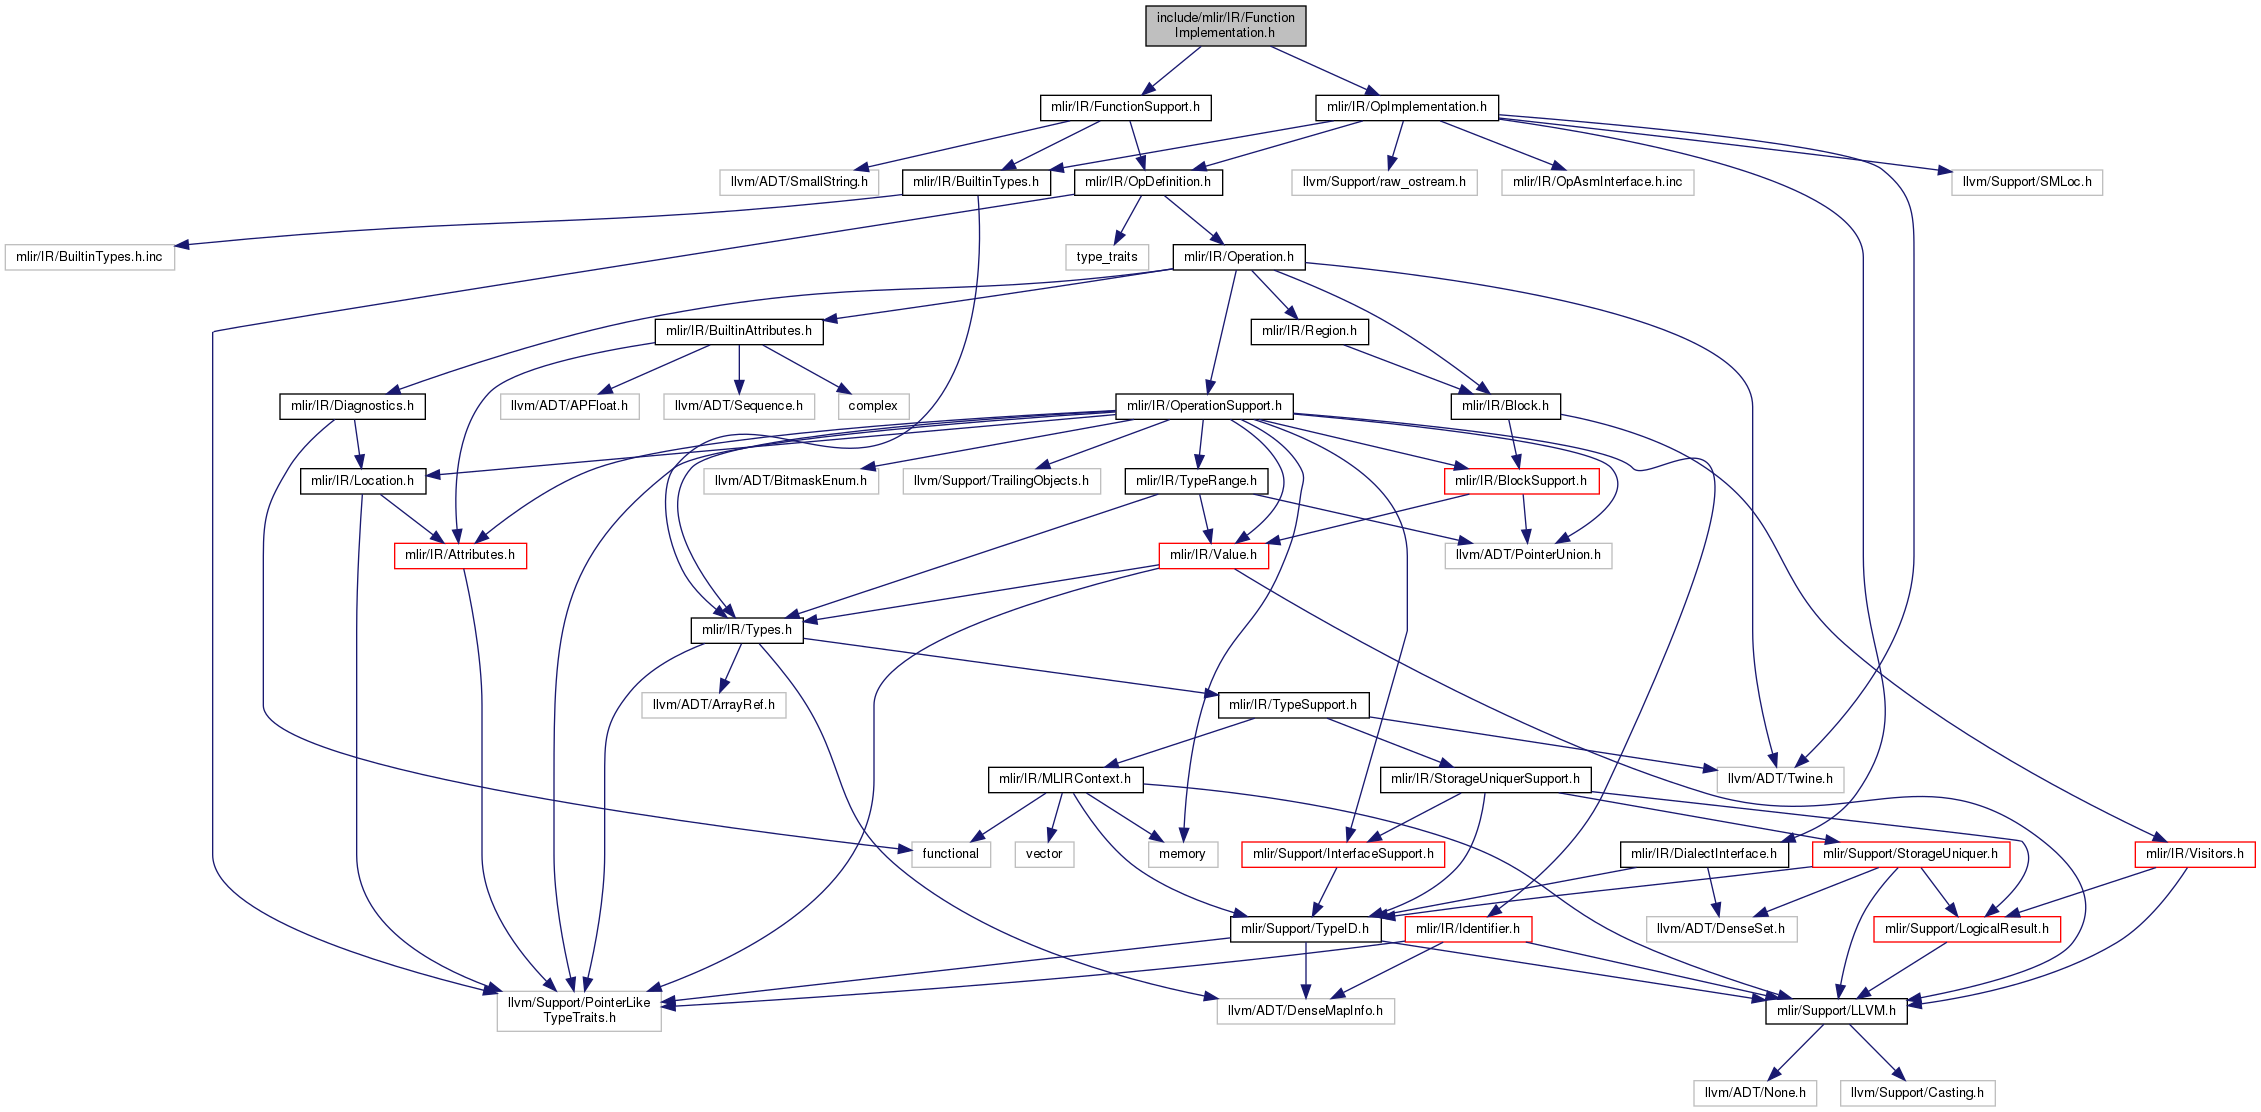 include/mlir/IR/Function
Implementation.h
mlir/IR/FunctionSupport.h
mlir/IR/OpImplementation.h
llvm/ADT/SmallString.h
mlir/IR/BuiltinTypes.h
mlir/IR/OpDefinition.h
llvm/Support/raw_ostream.h
mlir/IR/OpAsmInterface.h.inc
llvm/Support/SMLoc.h
mlir/IR/BuiltinTypes.h.inc
type_traits
mlir/IR/Operation.h
mlir/IR/BuiltinAttributes.h
mlir/IR/Region.h
mlir/IR/Diagnostics.h
llvm/ADT/APFloat.h
llvm/ADT/Sequence.h
complex
mlir/IR/OperationSupport.h
mlir/IR/Block.h
mlir/IR/Location.h
llvm/ADT/BitmaskEnum.h
llvm/Support/TrailingObjects.h
mlir/IR/TypeRange.h
mlir/IR/BlockSupport.h
mlir/IR/Attributes.h
mlir/IR/Value.h
llvm/ADT/PointerUnion.h
mlir/IR/Types.h
llvm/ADT/ArrayRef.h
mlir/IR/TypeSupport.h
mlir/IR/MLIRContext.h
mlir/IR/StorageUniquerSupport.h
llvm/ADT/Twine.h
functional
vector
memory
mlir/Support/InterfaceSupport.h
mlir/IR/DialectInterface.h
mlir/Support/StorageUniquer.h
mlir/IR/Visitors.h
mlir/Support/TypeID.h
mlir/IR/Identifier.h
llvm/ADT/DenseSet.h
mlir/Support/LogicalResult.h
llvm/Support/PointerLike
TypeTraits.h
llvm/ADT/DenseMapInfo.h
mlir/Support/LLVM.h
llvm/ADT/None.h
llvm/Support/Casting.h